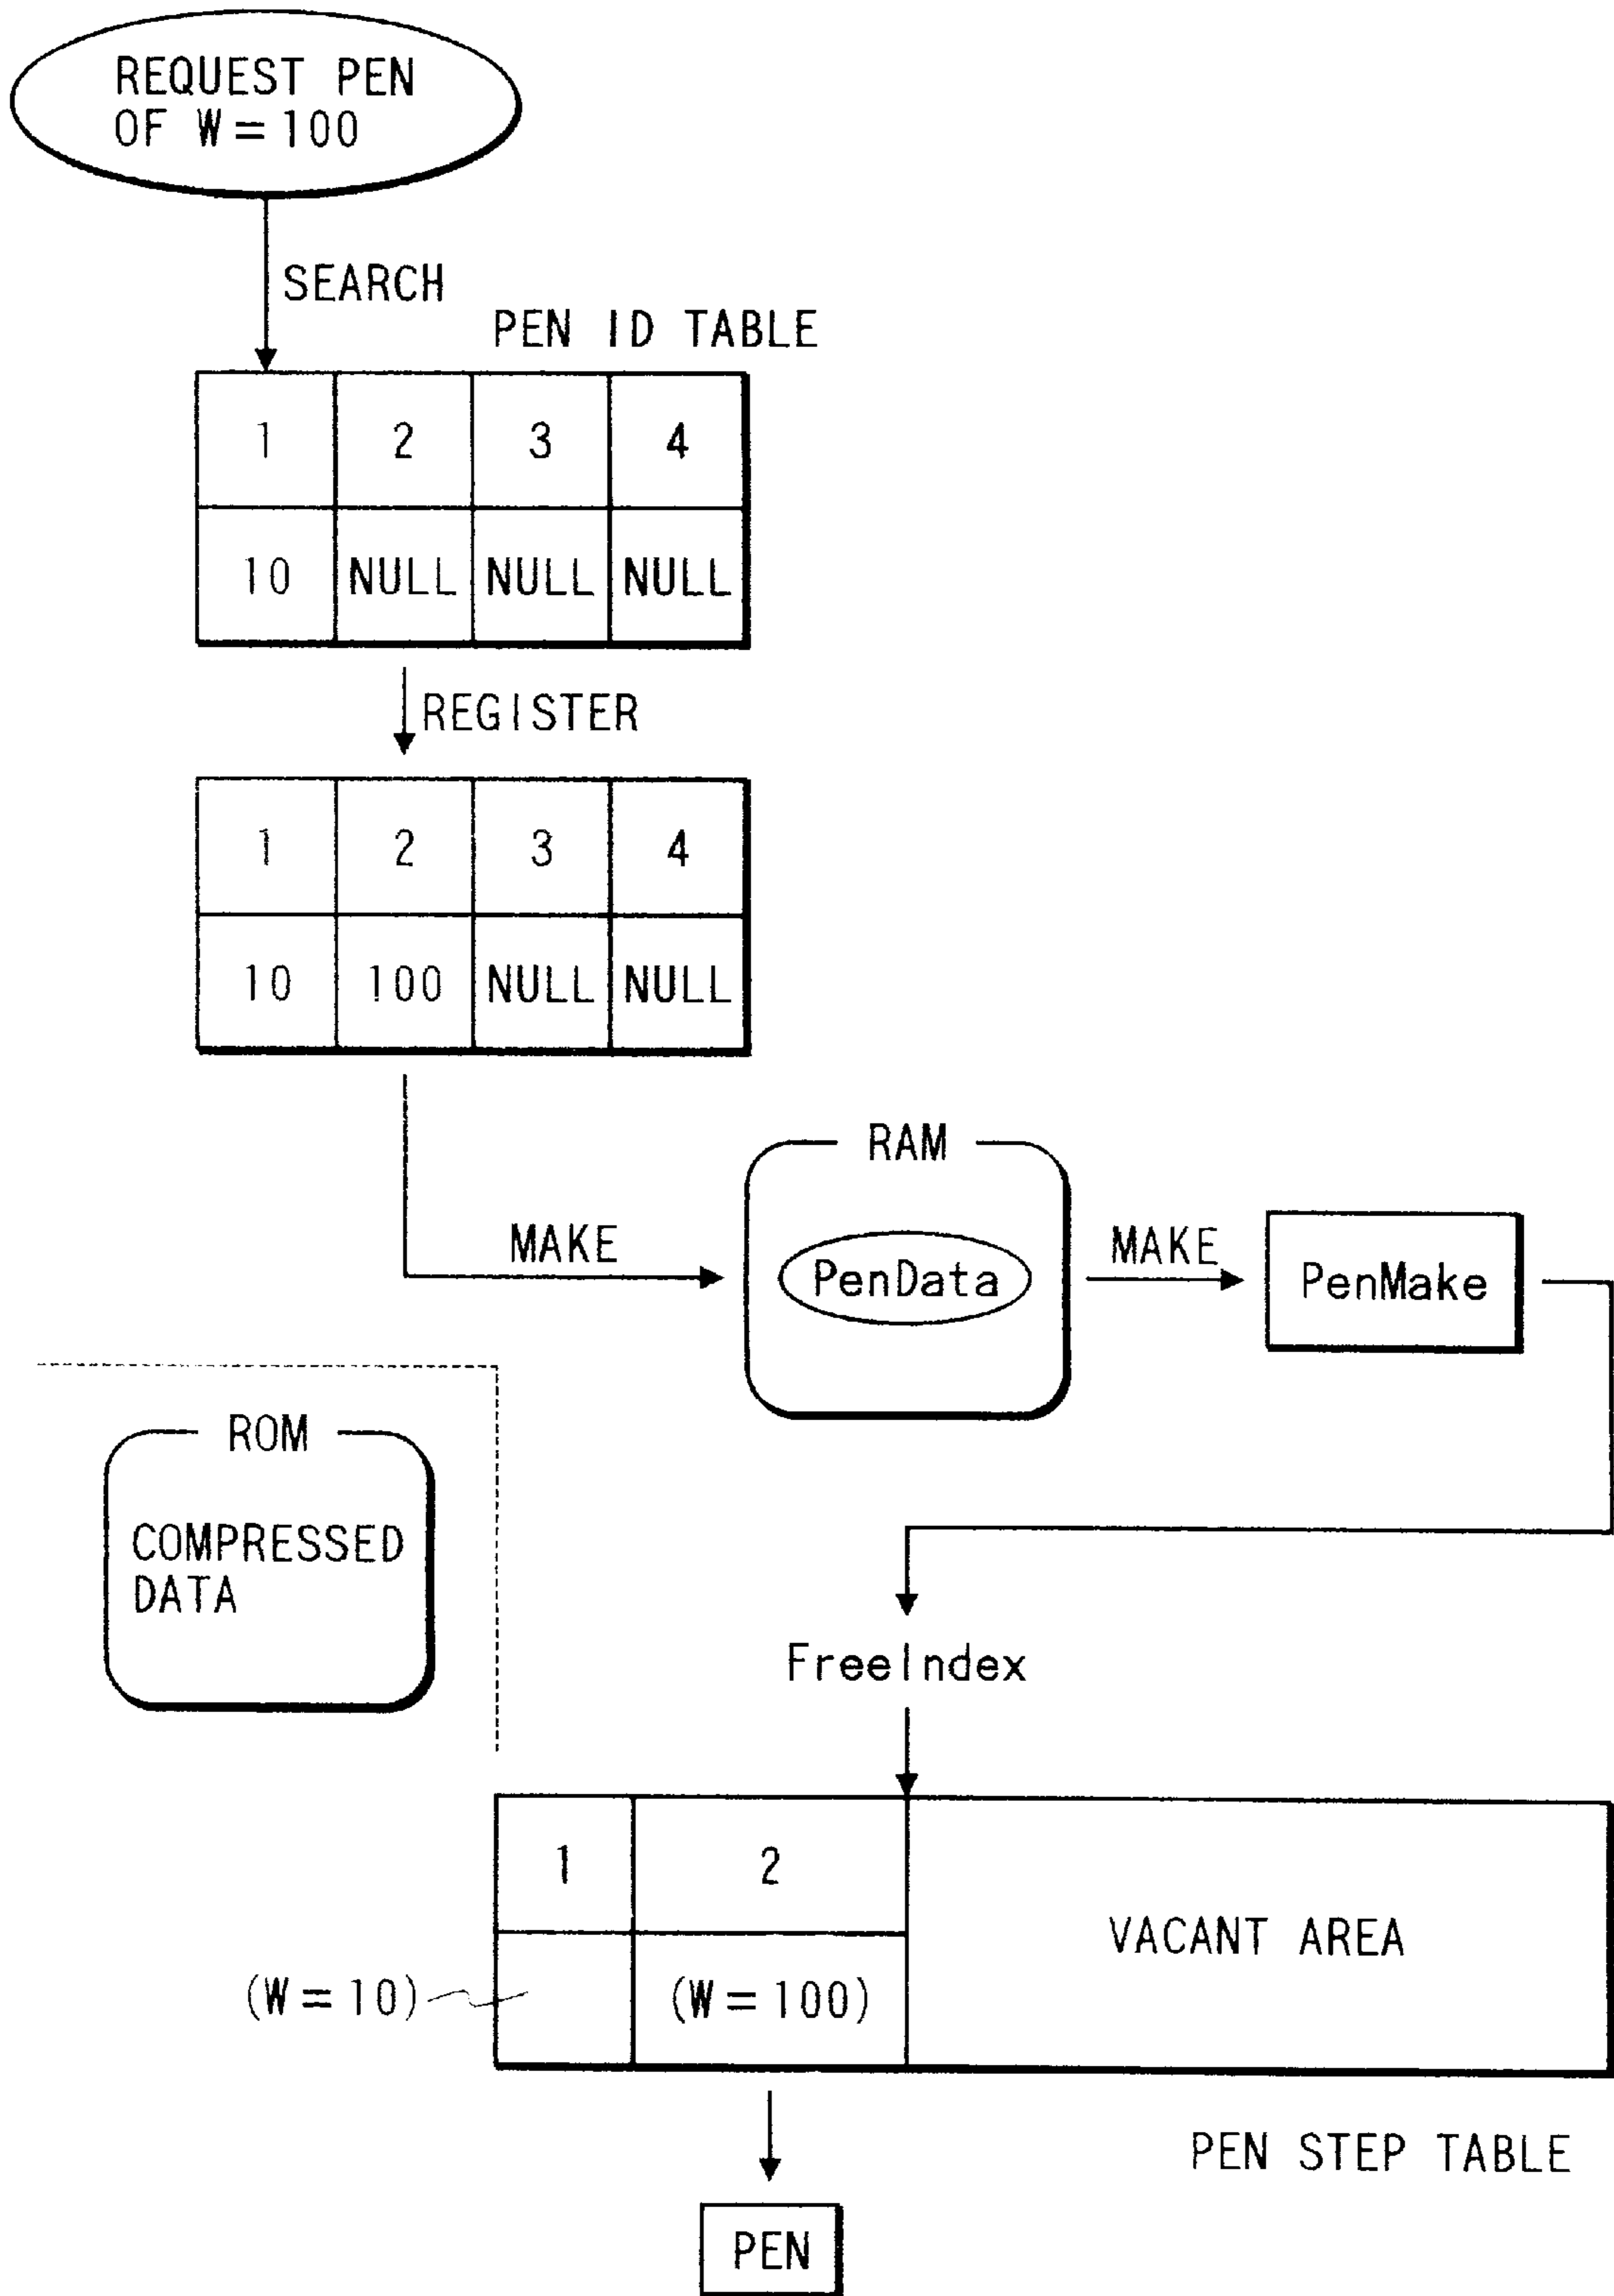 REQUEST PEN
OF W=100
SEARCH
PEN ID TABLE
1 2 3 4
10 NULL NULL NULL
REGISTER
1 2 3 4
10 100 NULL NULL
RAM
MAKE
PenData
MAKE
PenMake
ROM
COMPRESSED
DATA
FreeIndex
1 2
VACANT AREA
(W=10)
(W=100)
PEN STEP TABLE
PEN